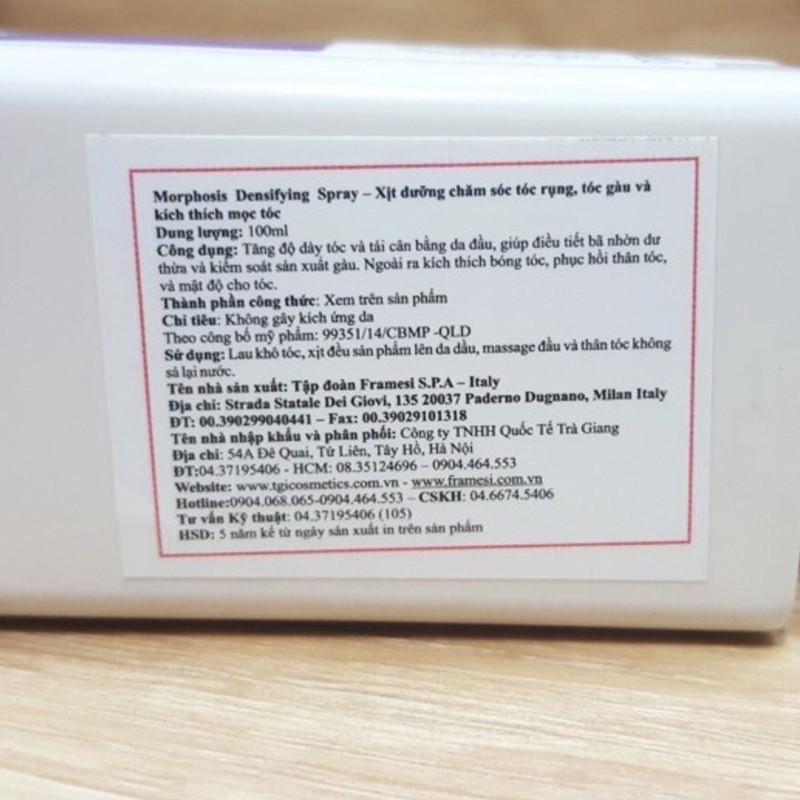 Morphosis Densifying Spray – Xịt dưỡng chăm sóc tóc rụng, tóc gàu và
kích thích mọc tóc
Dung lượng: 100ml
Công dụng: Tăng độ dày tóc và tái cân bằng da đầu, giúp điều tiết bã nhờn dư
thừa và kiểm soát sản xuất gàu. Ngoài ra kích thích bóng tóc, phục hồi thân tóc,
và mật độ cho tóc.
Thành phần công thức: Xem trên sản phẩm
Chỉ tiêu: Không gây kích ứng da
Theo công bố mỹ phẩm: 99351/14/CBMP -QLD
Sử dụng: Lau khô tóc, xịt đều sản phẩm lên da dầu, massage đầu và thân tóc không
sả lại nước.
Tên nhà sản xuất: Tập đoàn Framesi S.P.A – Italy
Địa chỉ: Strada Statale Dei Giovi, 135 20037 Paderno Dugnano, Milan Italy
ĐT: 00.390299040441 – Fax: 00.39029101318
Tên nhà nhập khẩu và phân phối: Công ty TNHH Quốc Tế Trà Giang
Địa chỉ: 54A Đê Quai, Tứ Liên, Tây Hồ, Hà Nội
ĐT:04.37195406 - HCM: 08.35124696 – 0904.464.553
Website: www.tgicosmetics.com.vn - www.framesi.com.vn
Hotline:0904.068.065-0904.464.553 – CSKH: 04.6674.5406
Tư vấn Kỹ thuật: 04.37195406 (105)
HSD: 5 năm kể từ ngày sản xuất in trên sản phẩm